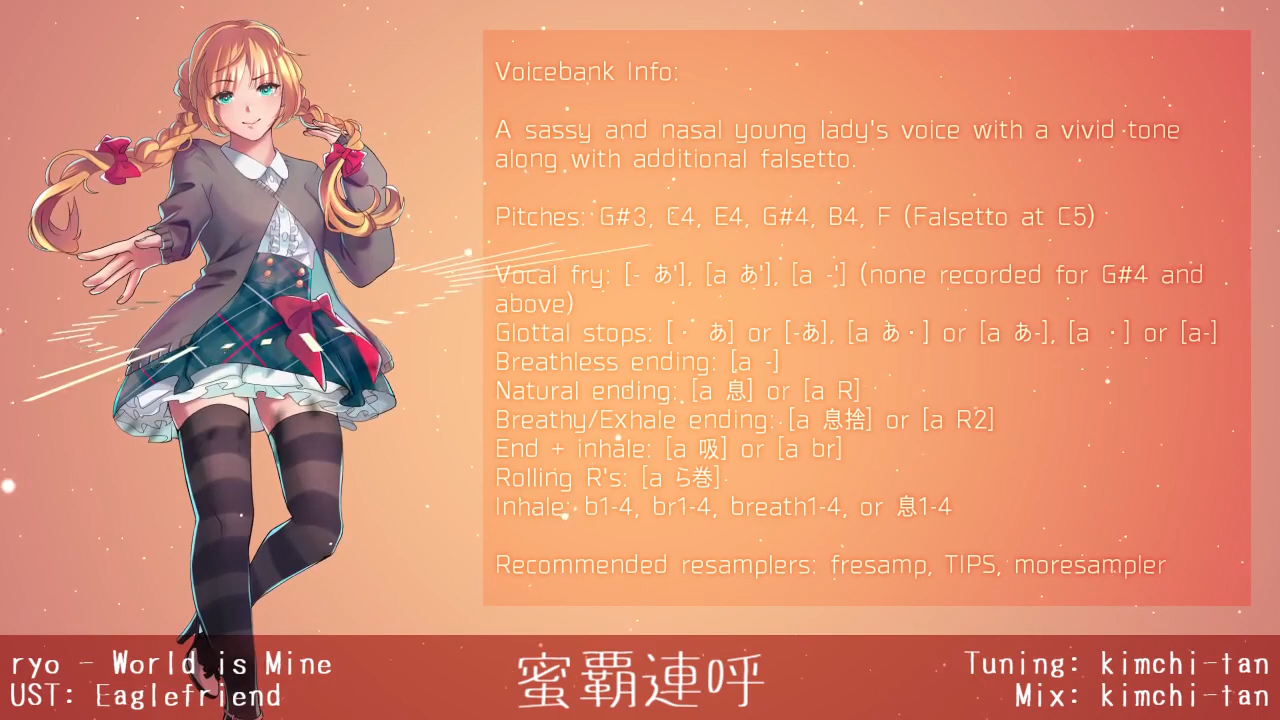 Voicebank Info:
A sassy and nasal young lady's voice with a vivid tone
along with additional falsetto.
Pitches: G#3, C4, E4, G#4, B4, F (Falsetto at C5)
Vocal fry: [- あ'], [a あ'], [a -'] (none recorded for G#4 and
above)
Glottal stops: [・ あ] or [-あ], [a あ・] or [a あ-], [a ・] or [a-]
Breathless ending: [a -]
Natural ending: [a 息] or [a R]
Breathy/Exhale ending: [a 息捨] or [a R2]
End + inhale: [a 吸] or [a br]
Rolling R's: [a ら巻]
Inhale: b1-4, br1-4, breath1-4, or 息1-4
Recommended resamplers: fresamp, TIPS, moresampler
ryo - World is Mine
UST: Eaglefriend
蜜覇連呼
Tuning: kimchi-tan
Mix: kimchi-tan